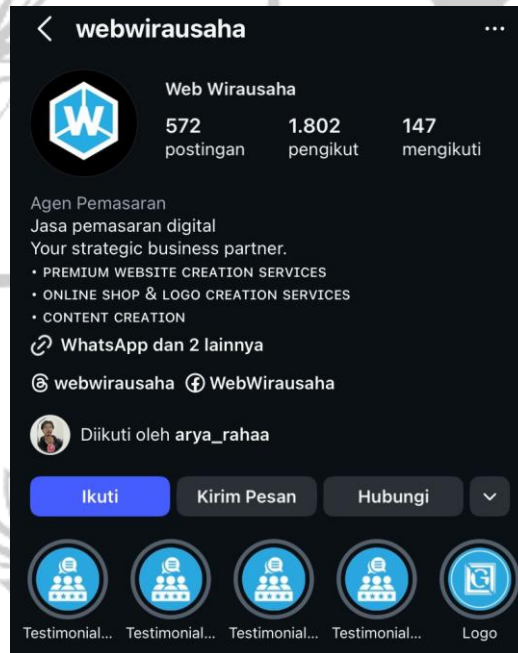 webwirausaha
Web Wirausaha
572 1.802 147
postingan pengikut mengikuti
Agen Pemasaran
Jasa pemasaran digital
Your strategic business partner.
• PREMIUM WEBSITE CREATION SERVICES
• ONLINE SHOP & LOGO CREATION SERVICES
• CONTENT CREATION
WhatsApp dan 2 lainnya
webwirausaha WebWirausaha
Diikuti oleh arya_rahaa
Ikuti Kirim Pesan Hubungi
Testimonial... Testimonial... Testimonial... Testimonial... Logo